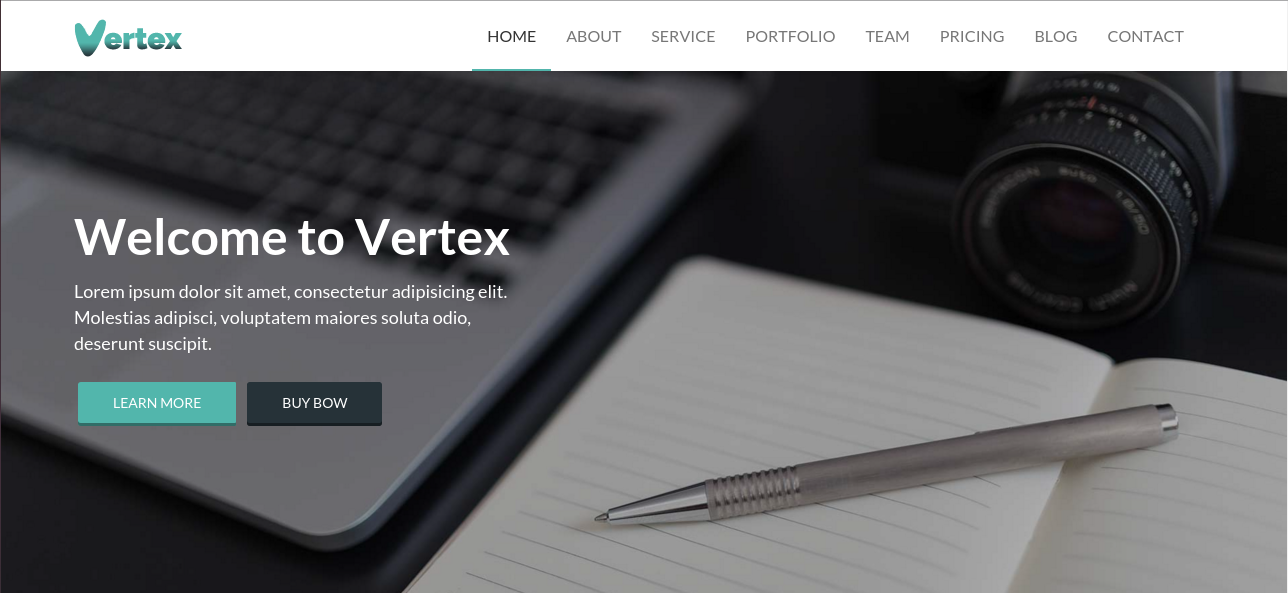 Vertex
HOME ABOUT SERVICE PORTFOLIO TEAM PRICING BLOG CONTACT
Welcome to Vertex
Lorem ipsum dolor sit amet, consectetur adipisicing elit.
Molestias adipisci, voluptatem maiores soluta odio,
deserunt suscipit.
LEARN MORE BUY BOW
auto